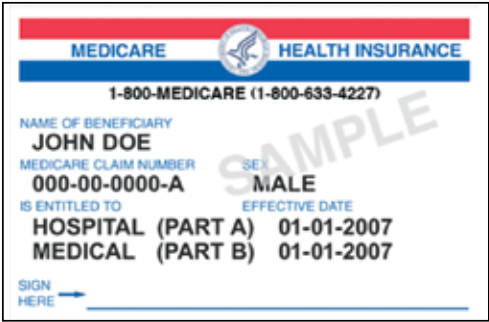 MEDICARE HEALTH INSURANCE
1-800-MEDICARE (1-800-633-4227)
NAME OF BENEFICIARY
JOHN DOE
MEDICARE CLAIM NUMBER SEX
000-00-0000-A MALE
IS ENTITLED TO EFFECTIVE DATE
HOSPITAL (PART A) 01-01-2007
MEDICAL (PART B) 01-01-2007
SIGN
HERE
SAMPLE